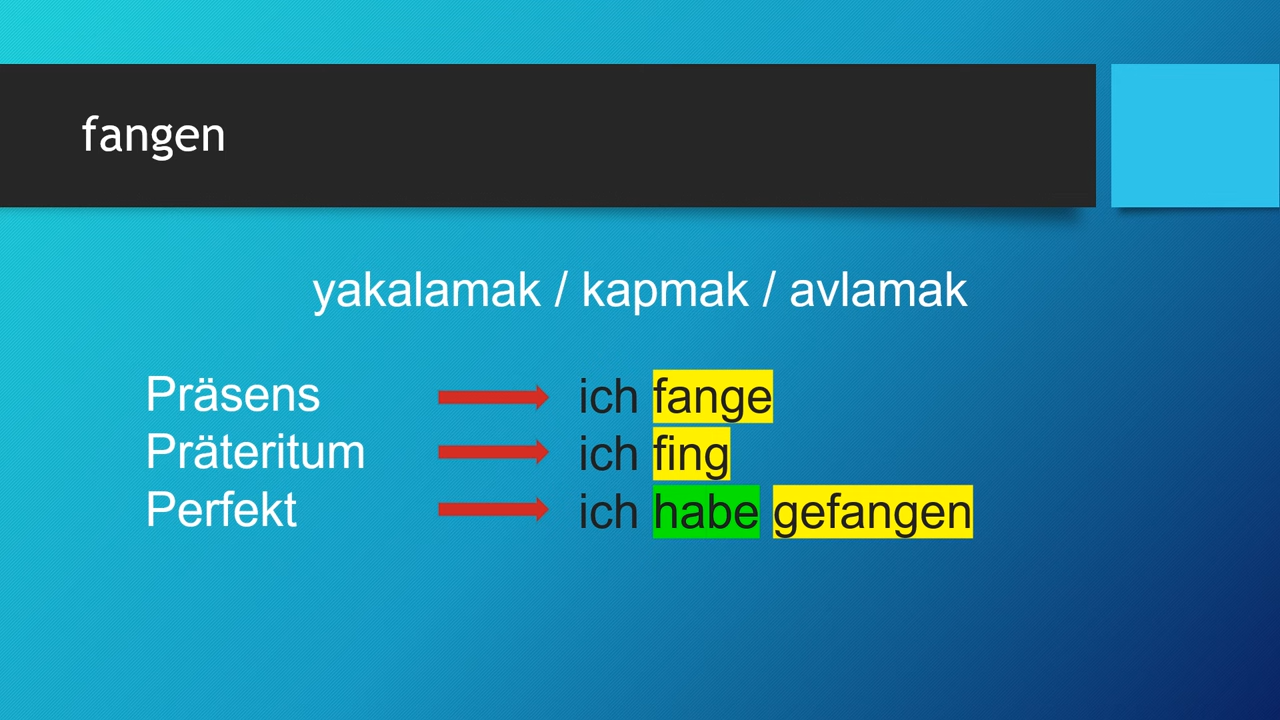 fangen
yakalamak / kapmak / avlamak
Präsens ich fange
Präteritum ich fing
Perfekt ich habe gefangen